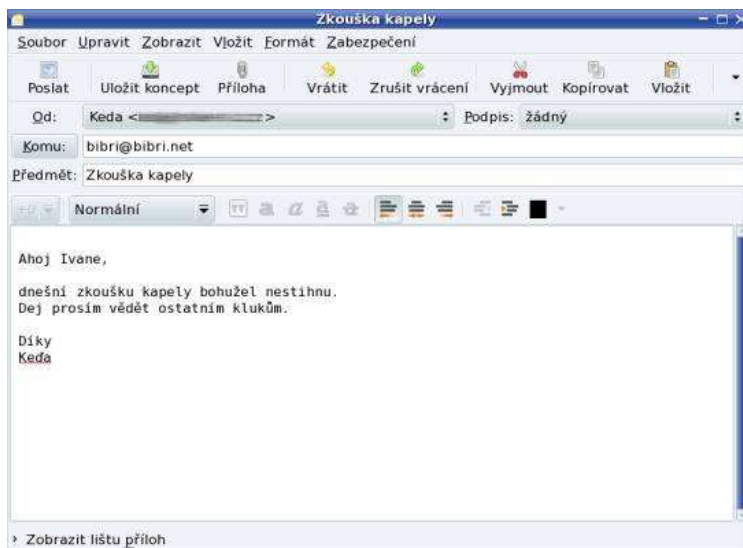 Zkouška kapely
Soubor Upravit Zobrazit Vložit Formát Zabezpečení
Poslat Uložit koncept Příloha Vrátit Zrušit vrácení Vyjmout Kopírovat Vložit
Od: Keda < > Podpis: žádný
Komu: bibri@bibri.net
Předmět: Zkouška kapely
+0 Normální
Ahoj Ivane,
dnešní zkoušku kapely bohužel nestihnu.
Dej prosím vědět ostatním klukům.
Díky
Keďa
Zobrazit lištu příloh